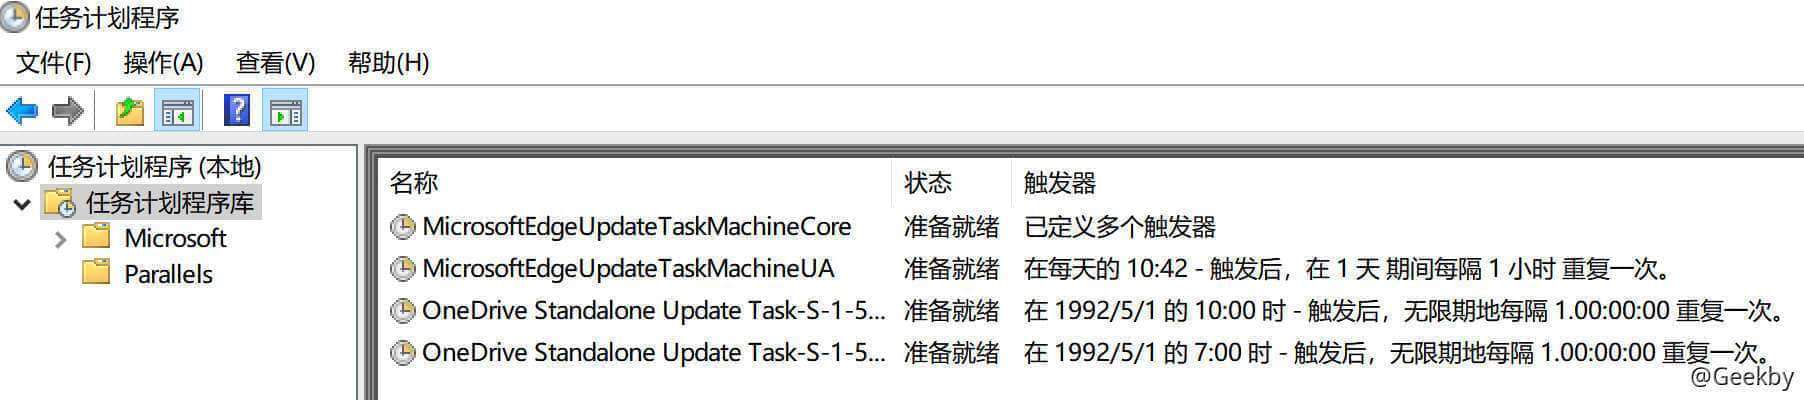 任务计划程序
文件(F) 操作(A) 查看(V) 帮助(H)
任务计划程序 (本地)
任务计划程序库
Microsoft
Parallels
名称 状态 触发器
MicrosoftEdgeUpdateTaskMachineCore 准备就绪 已定义多个触发器
MicrosoftEdgeUpdateTaskMachineUA 准备就绪 在每天的 10:42 - 触发后，在 1 天 期间每隔 1 小时 重复一次。
OneDrive Standalone Update Task-S-1-5... 准备就绪 在 1992/5/1 的 10:00 时 - 触发后，无限期地每隔 1.00:00:00 重复一次。
OneDrive Standalone Update Task-S-1-5... 准备就绪 在 1992/5/1 的 7:00 时 - 触发后，无限期地每隔 1.00:00:00 重复一次。
@Geekby